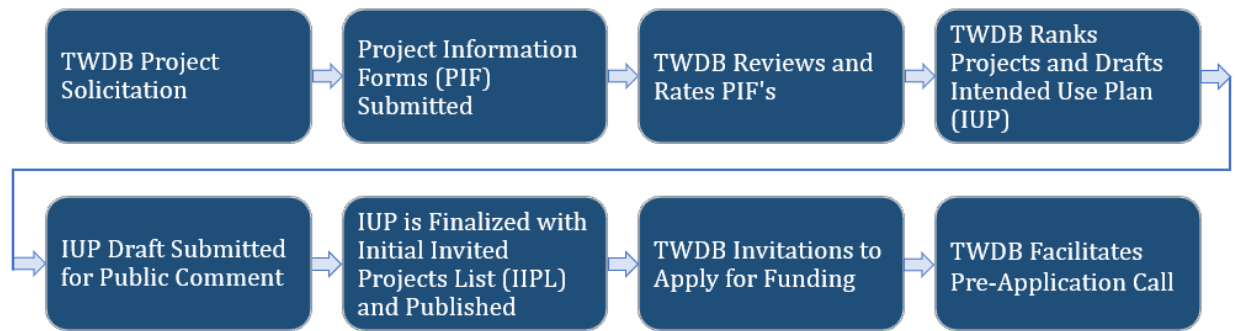 TWDB Project
Solicitation
Project Information
Forms (PIF)
Submitted
TWDB Reviews and
Rates PIF's
TWDB Ranks
Projects and Drafts
Intended Use Plan
(IUP)
IUP Draft Submitted
for Public Comment
IUP is Finalized with
Initial Invited
Projects List (IIPL)
and Published
TWDB Invitations to
Apply for Funding
TWDB Facilitates
Pre-Application Call